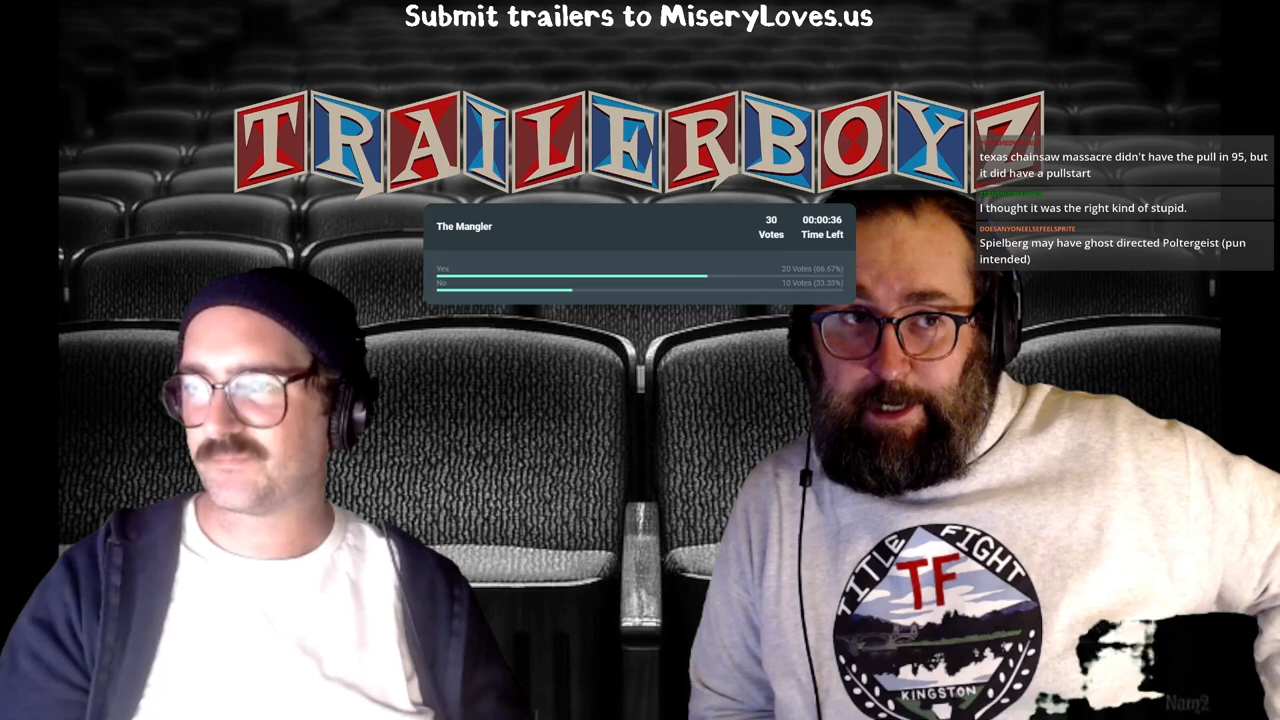 Submit trailers to MiseryLoves.us
TRAILERBOYZ
texas chainsaw massacre didn't have the pull in 95, but
it did have a pullstart
I thought it was the right kind of stupid.
DOESANYONEELSEFEELSPRITE
Spielberg may have ghost directed Poltergeist (pun
intended)
The Mangler
30 00:00:36
Votes Time Left
Yes 20 Votes (66.67%)
No 10 Votes (33.33%)
TITLE FIGHT
TF
KINGSTON
Nam2